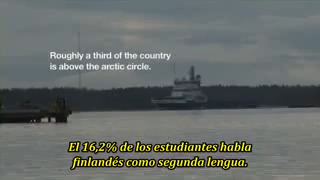 Roughly a third of the country
is above the arctic circle.
El 16,2% de los estudiantes habla
finlandés como segunda lengua.